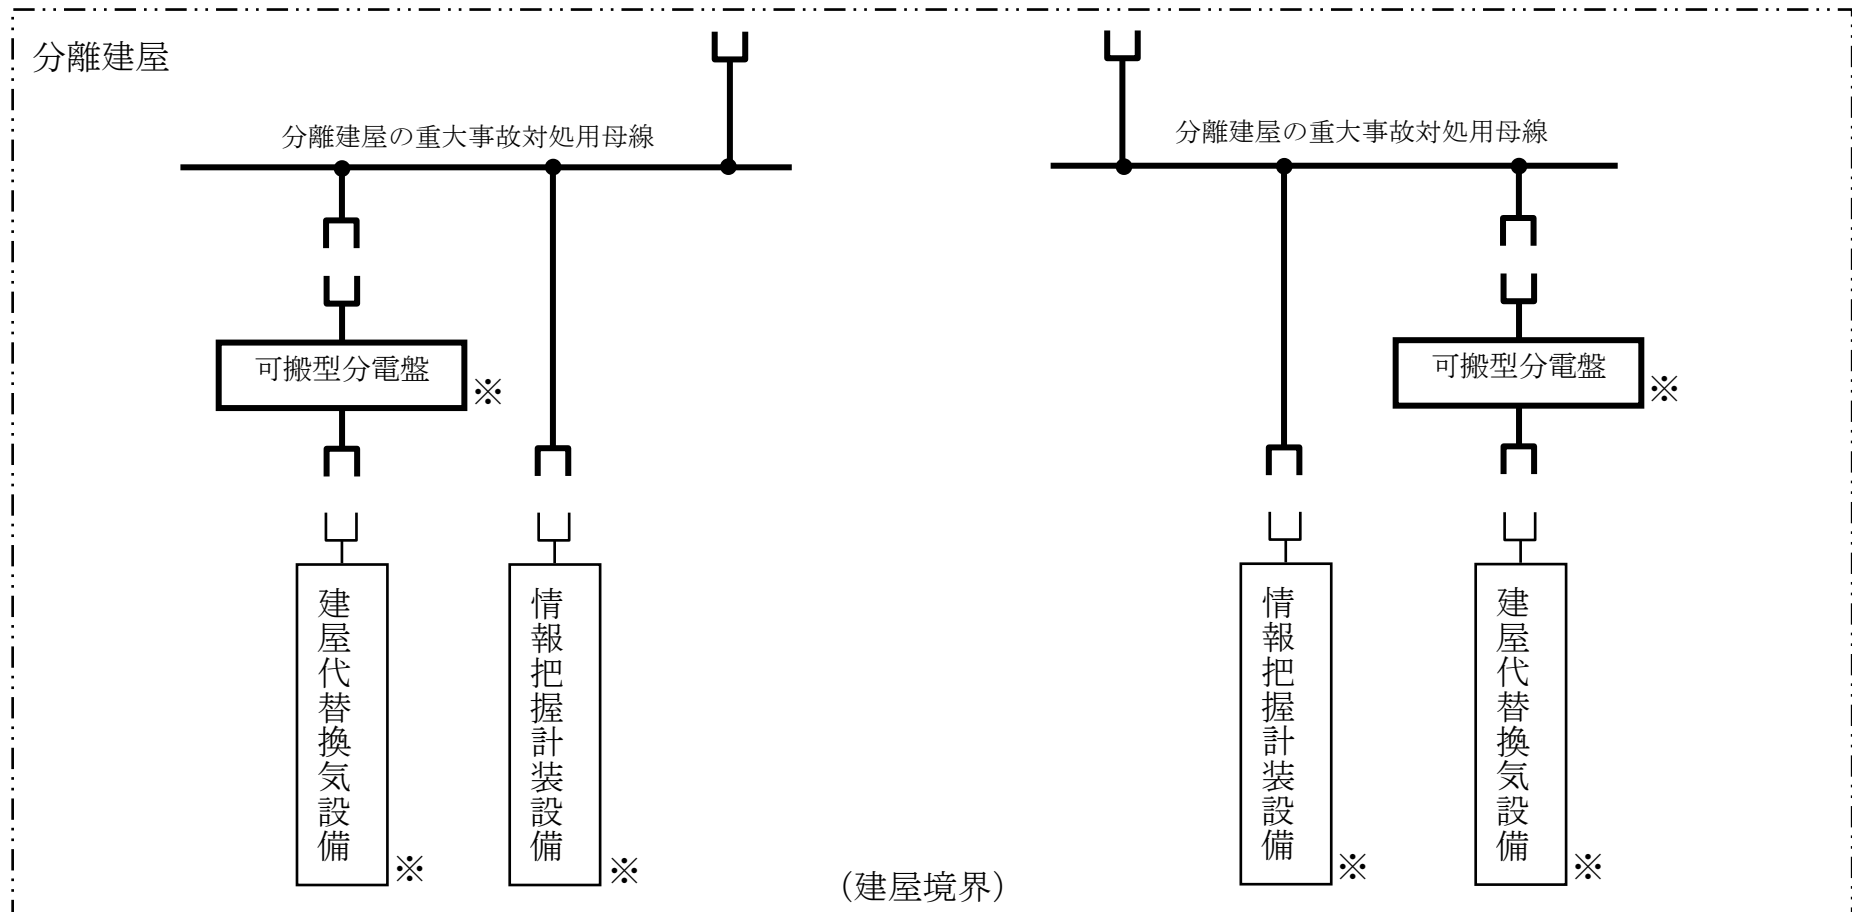 分離建屋
分離建屋の重大事故対処用母線
分離建屋の重大事故対処用母線
可搬型分電盤
※
可搬型分電盤
※
建屋代替換気設備
※
情報把握計装設備
※
情報把握計装設備
※
建屋代替換気設備
※
（建屋境界）